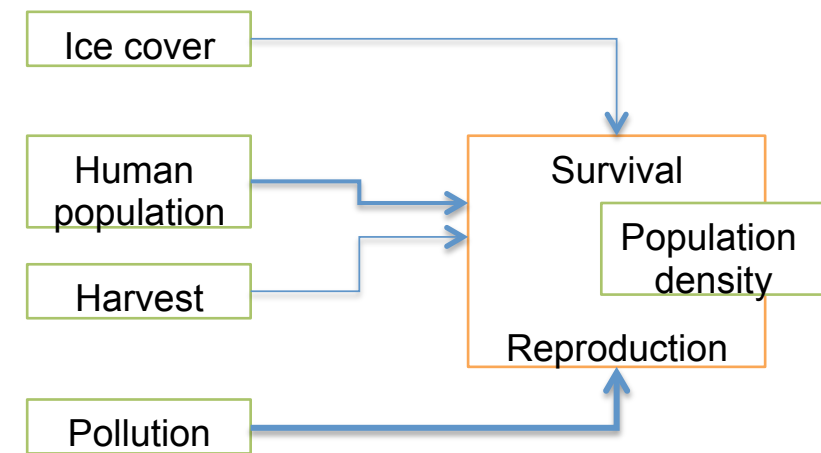 Ice cover
Human
population
Harvest
Pollution
Survival
Population
density
Reproduction